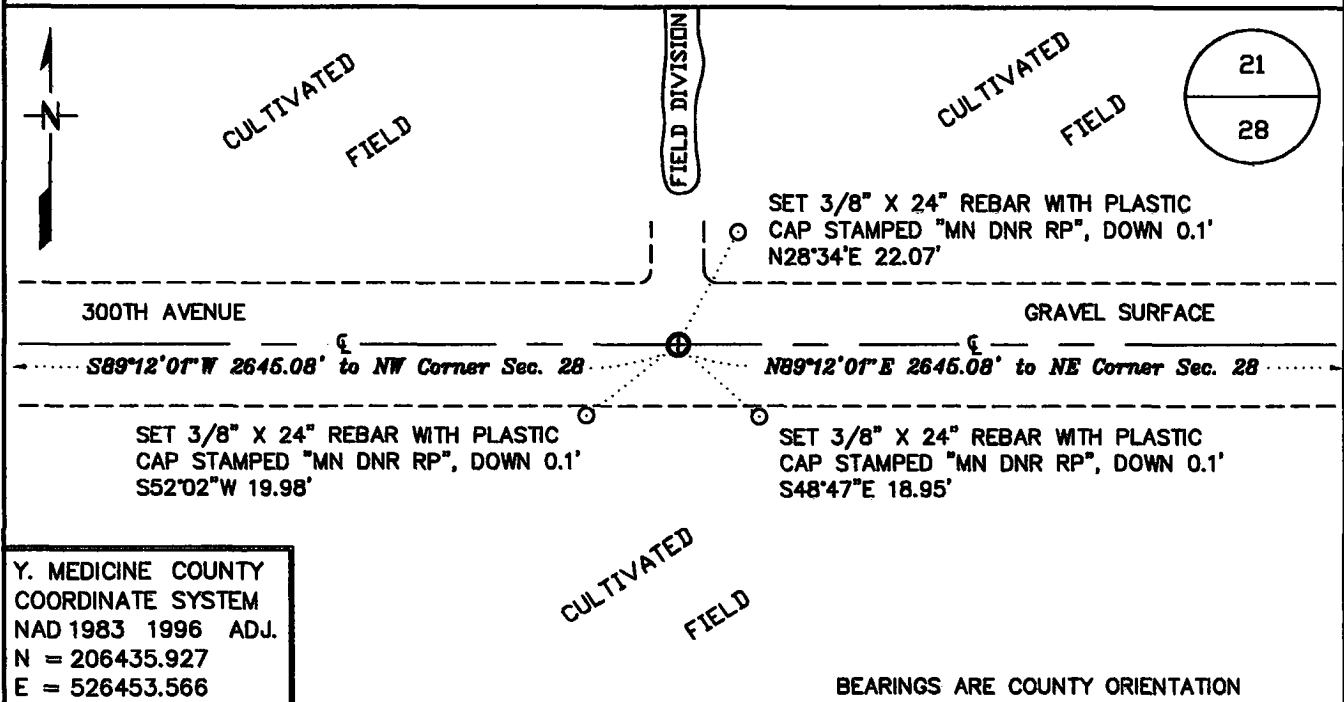 N
CULTIVATED
FIELD
FIELD DIVISION
CULTIVATED
FIELD
21
28
SET 3/8" X 24" REBAR WITH PLASTIC
CAP STAMPED "MN DNR RP", DOWN 0.1'
N28°34'E 22.07'
300TH AVENUE
GRAVEL SURFACE
℄
℄
S89°12'01"W 2645.08' to NW Corner Sec. 28
N89°12'01"E 2645.08' to NE Corner Sec. 28
SET 3/8" X 24" REBAR WITH PLASTIC
CAP STAMPED "MN DNR RP", DOWN 0.1'
S52°02"W 19.98'
SET 3/8" X 24" REBAR WITH PLASTIC
CAP STAMPED "MN DNR RP", DOWN 0.1'
S48°47"E 18.95'
CULTIVATED
FIELD
Y. MEDICINE COUNTY
COORDINATE SYSTEM
NAD 1983 1996 ADJ.
N = 206435.927
E = 526453.566
BEARINGS ARE COUNTY ORIENTATION